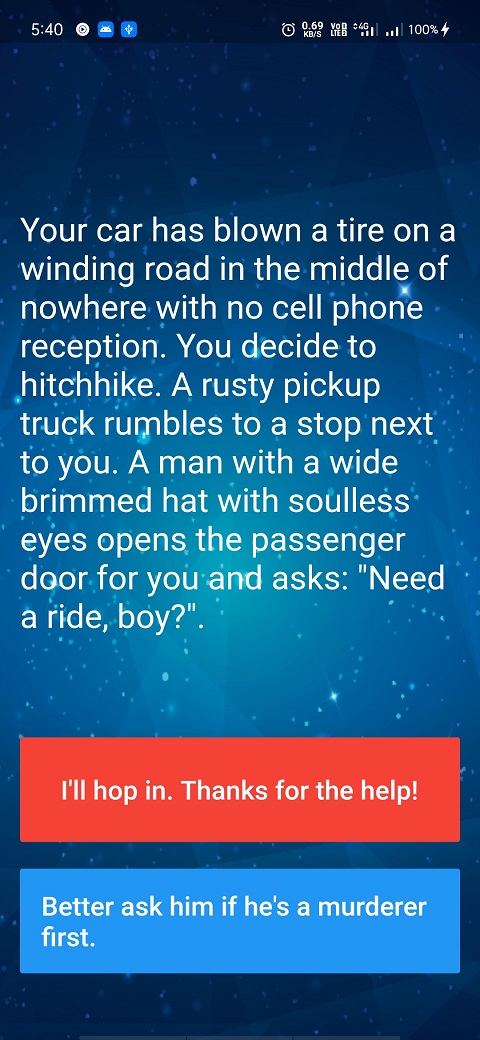 5:40
0.69
KB/S
4G
100%
Your car has blown a tire on a
winding road in the middle of
nowhere with no cell phone
reception. You decide to
hitchhike. A rusty pickup
truck rumbles to a stop next
to you. A man with a wide
brimmed hat with soulless
eyes opens the passenger
door for you and asks: "Need
a ride, boy?".
I'll hop in. Thanks for the help!
Better ask him if he's a murderer
first.